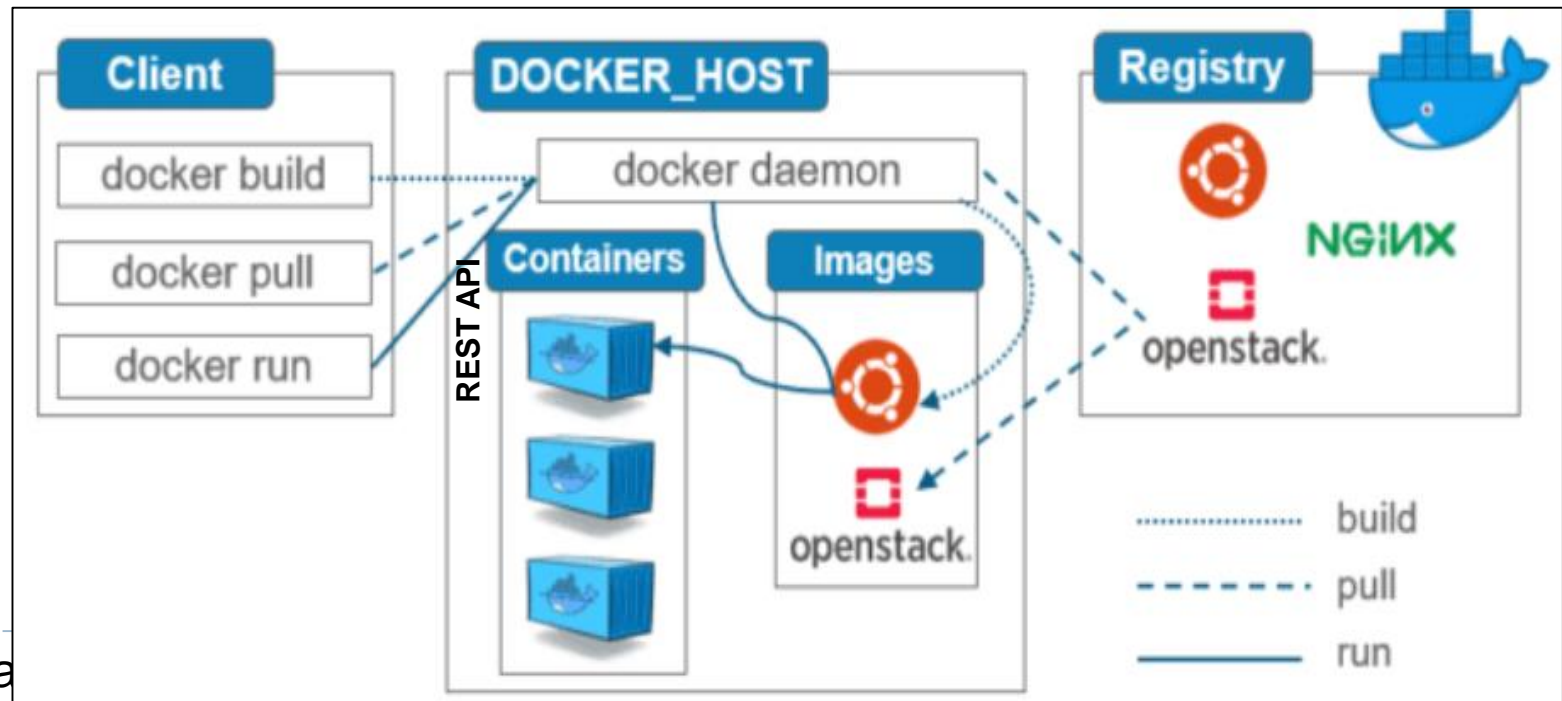 Client
docker build
docker pull
docker run
REST API
DOCKER_HOST
docker daemon
Containers
Images
openstack.
Registry
NGiNX
openstack.
build
pull
run
a